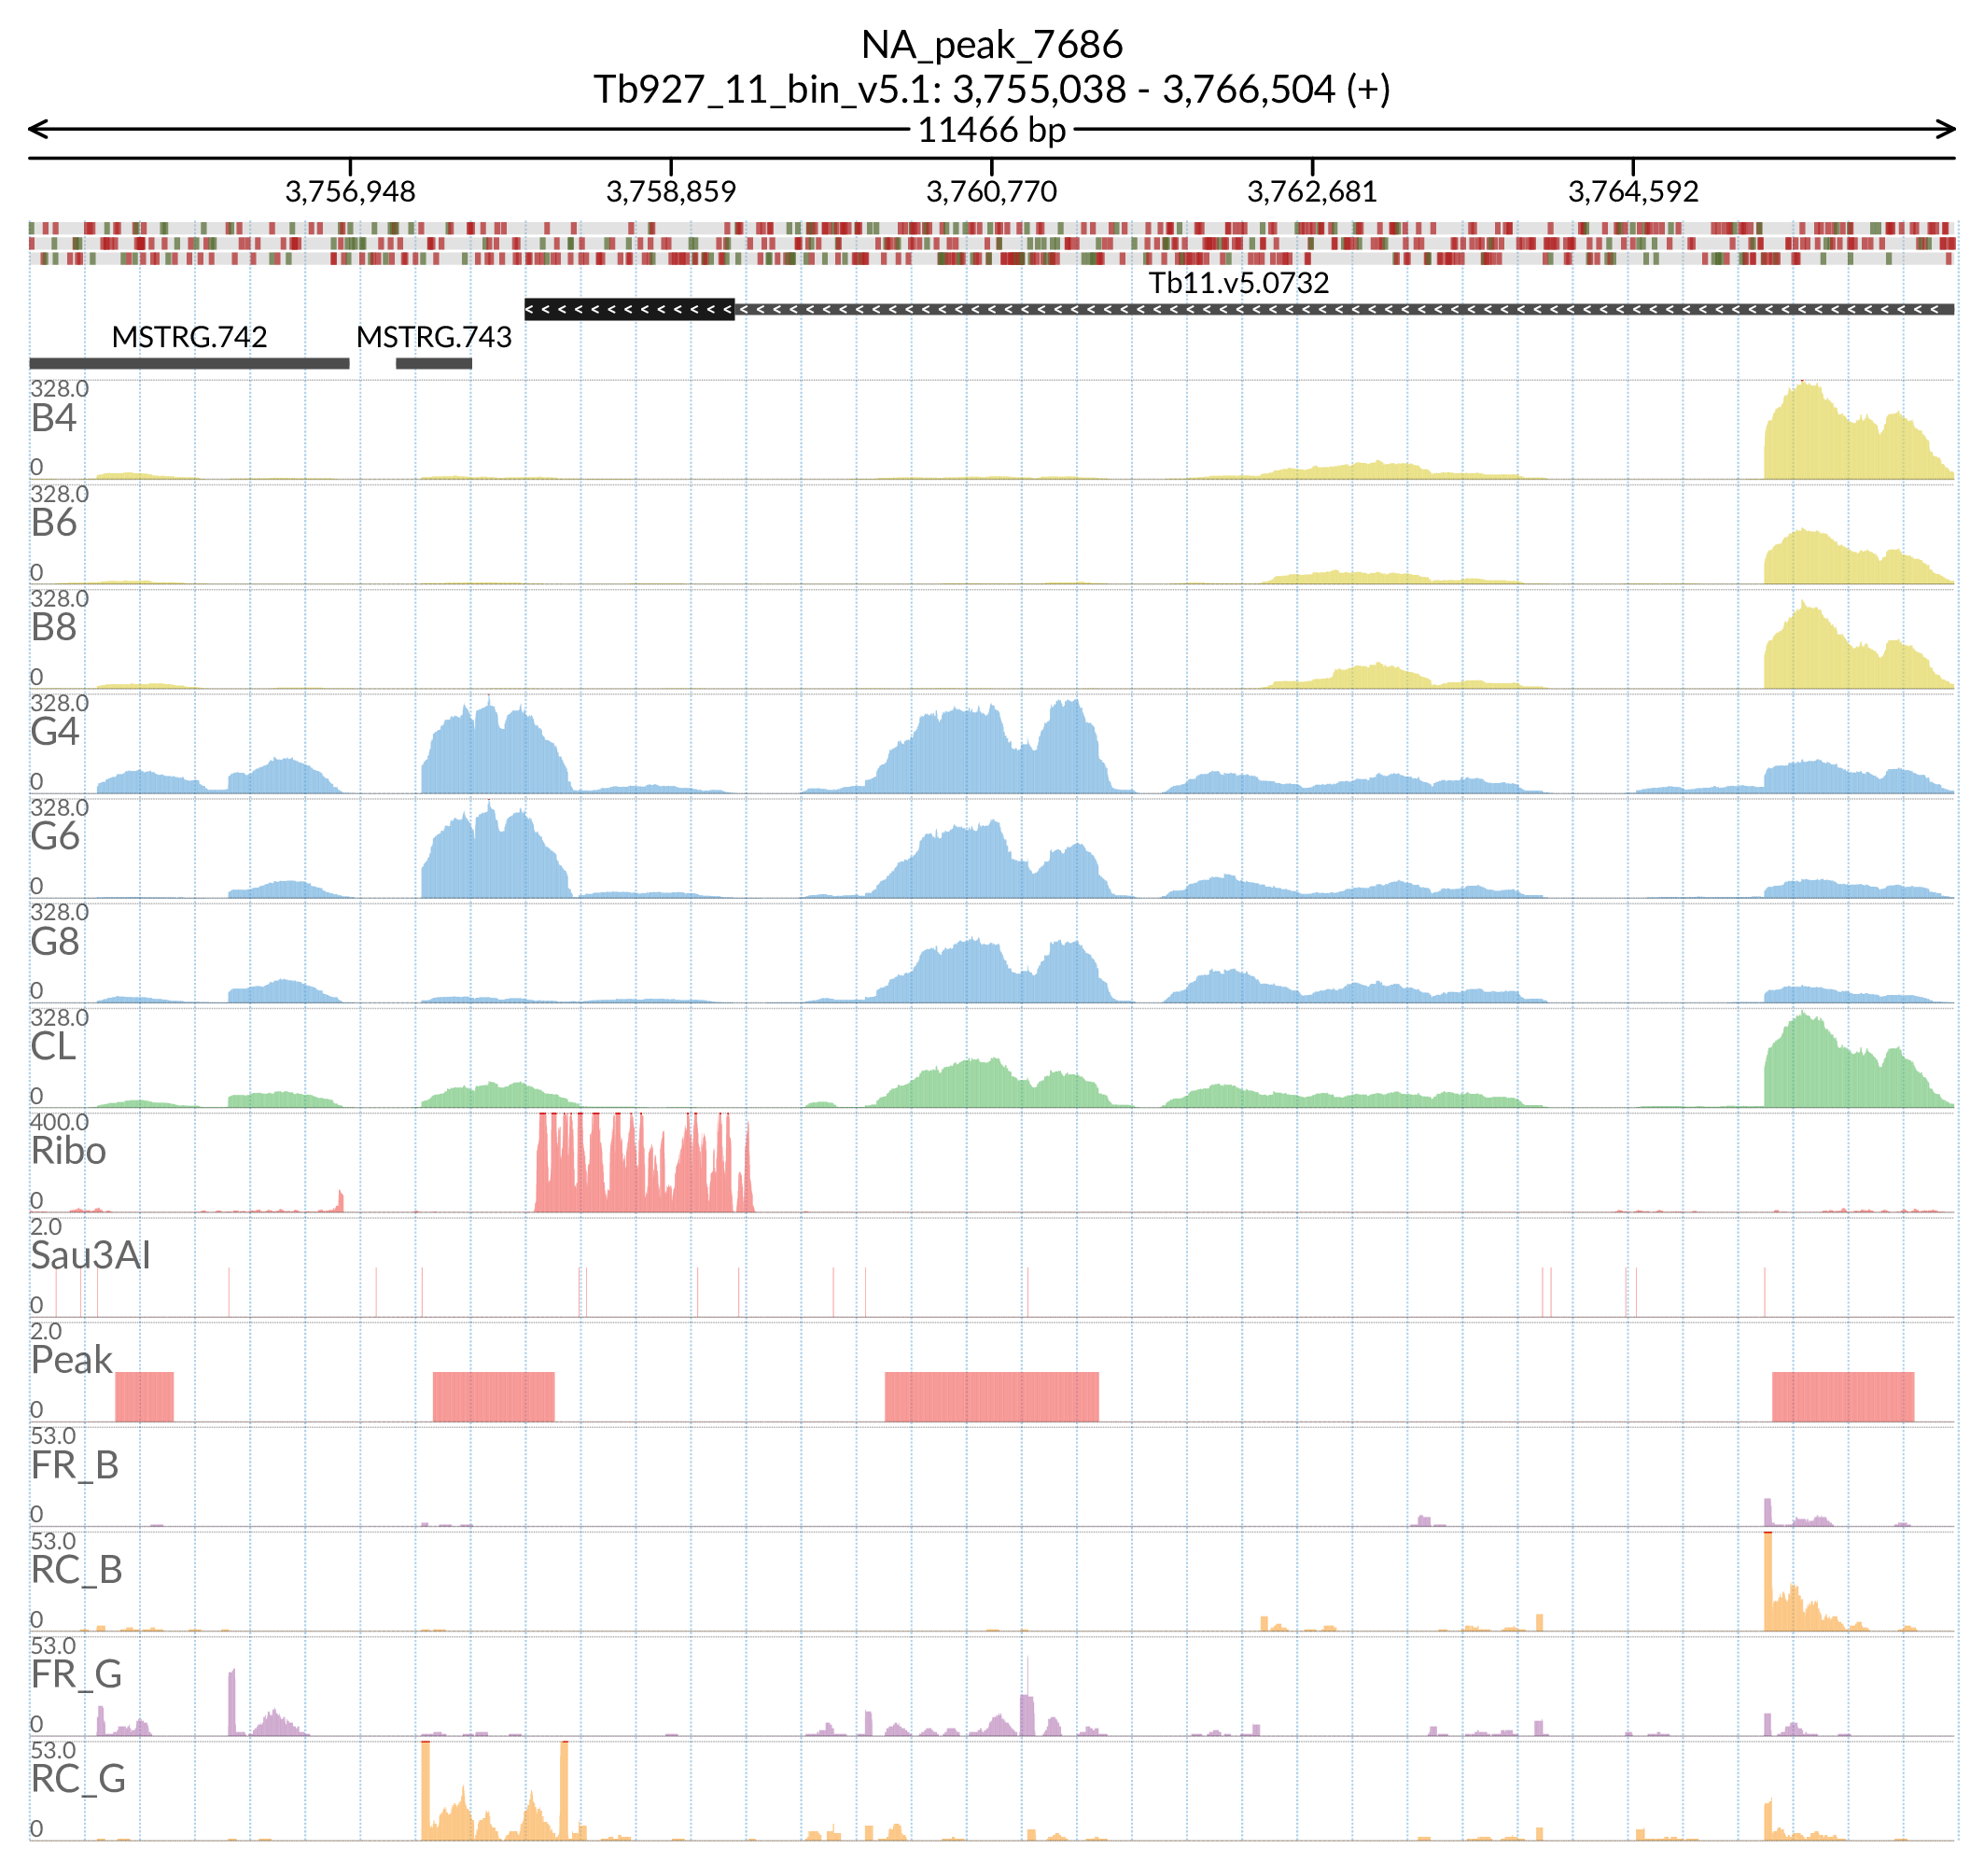 NA_peak_7686
Tb927_11_bin_v5.1: 3,755,038 - 3,766,504 (+)
11466 bp
3,756,948 3,758,859 3,760,770 3,762,681 3,764,592
Tb11.v5.0732
MSTRG.742 MSTRG.743
328.0
B4
0
328.0
B6
0
328.0
B8
0
328.0
G4
0
328.0
G6
0
328.0
G8
0
328.0
CL
0
400.0
Ribo
0
2.0
Sau3AI
0
2.0
Peak
0
53.0
FR_B
0
53.0
RC_B
0
53.0
FR_G
0
53.0
RC_G
0